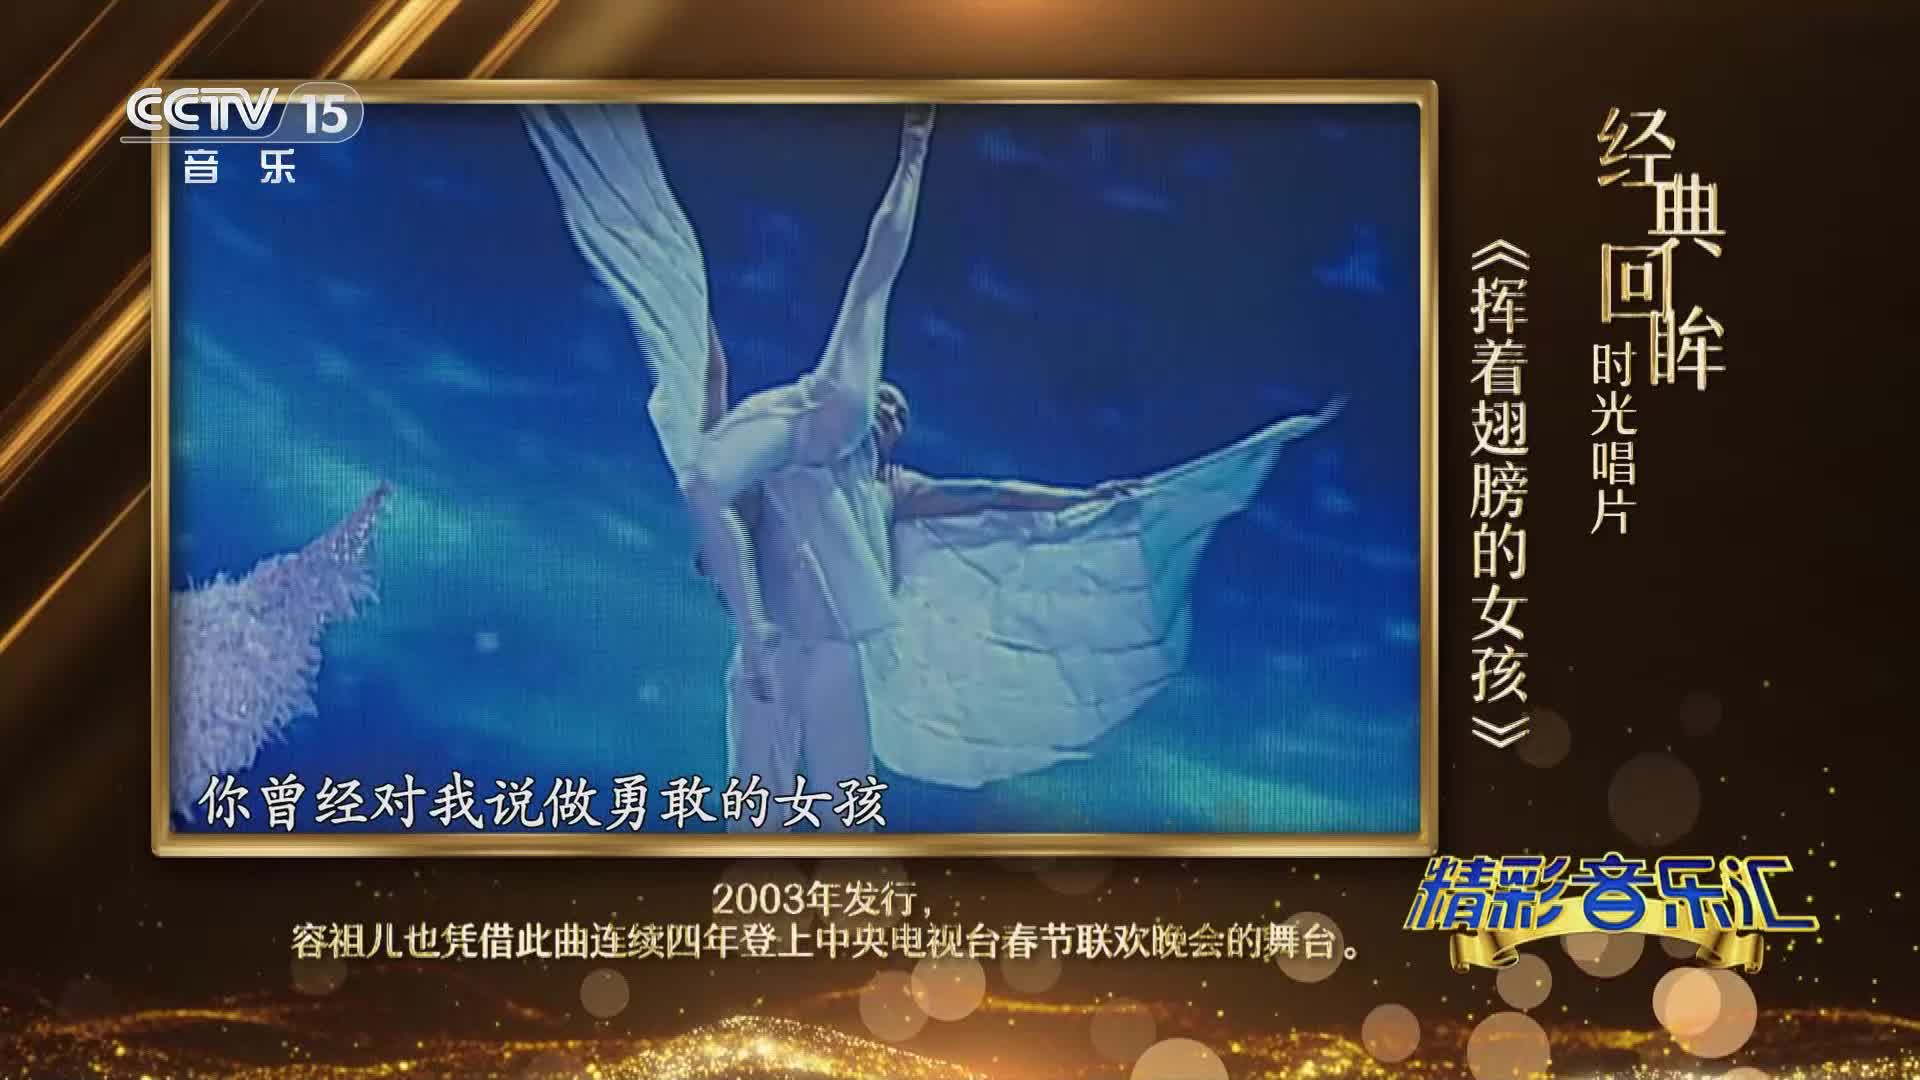 CCTV 15
音乐
经典回眸
时光唱片
《挥着翅膀的女孩》
你曾经对我说做勇敢的女孩
2003年发行，
容祖儿也凭借此曲连续四年登上中央电视台春节联欢晚会的舞台。
精彩音乐汇